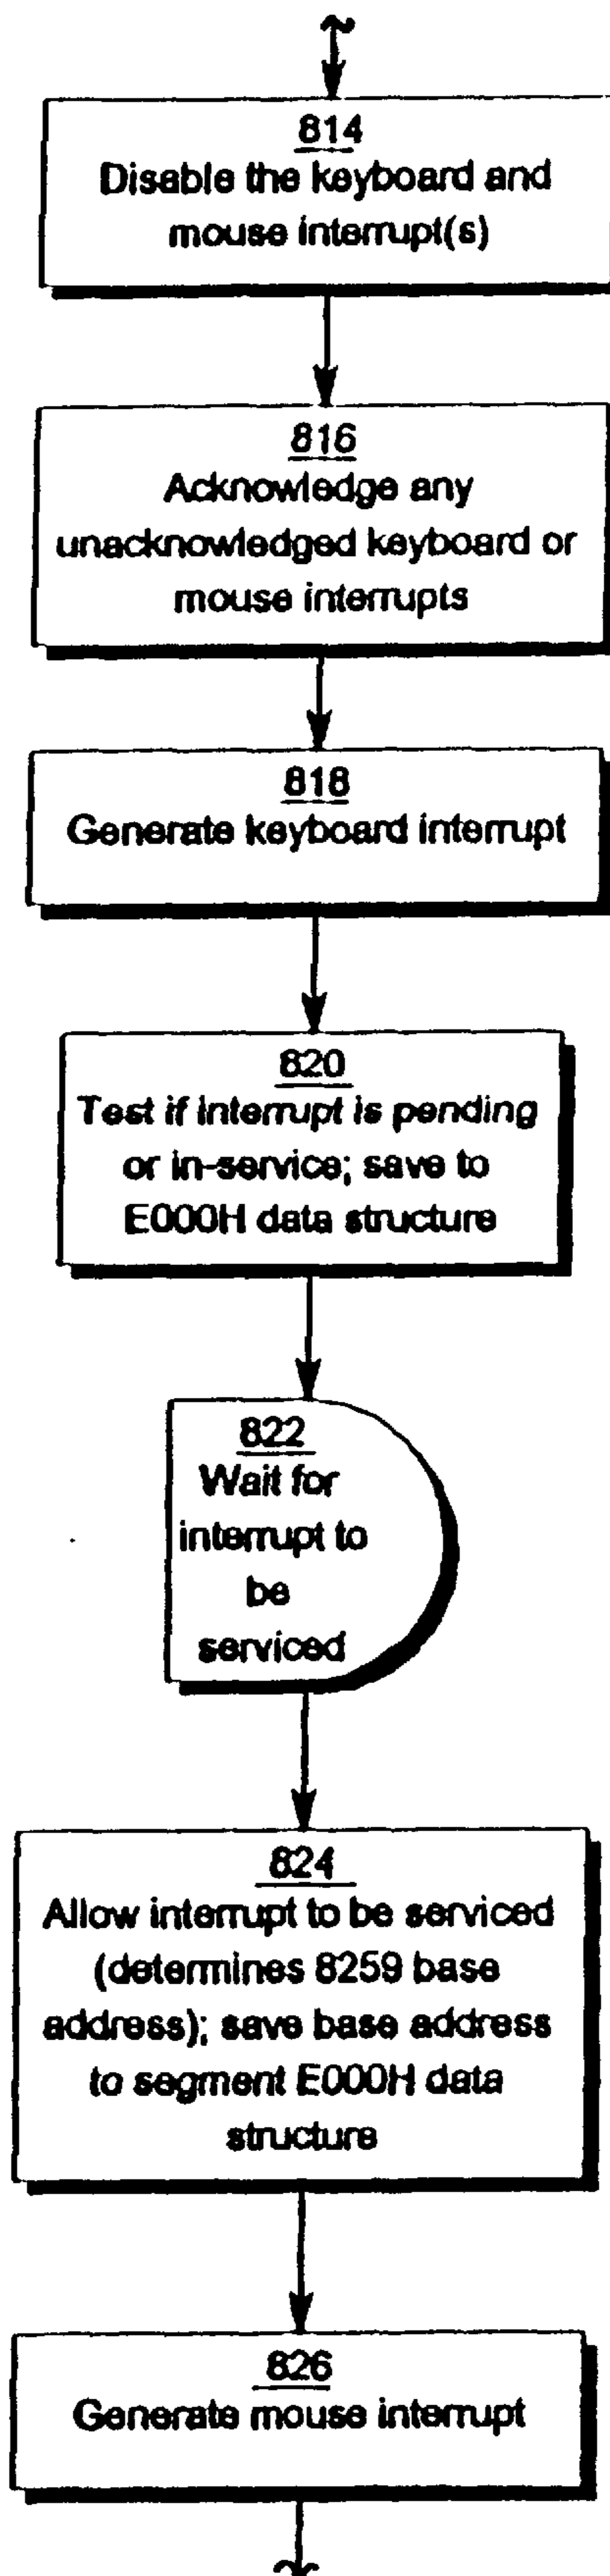 814
Disable the keyboard and
mouse interrupt(s)
816
Acknowledge any
unacknowledged keyboard or
mouse interrupts
818
Generate keyboard interrupt
820
Test if interrupt is pending
or in-service; save to
E000H data structure
822
Wait for
interrupt to
be
serviced
824
Allow interrupt to be serviced
(determines 8259 base
address); save base address
to segment E000H data
structure
826
Generate mouse interrupt